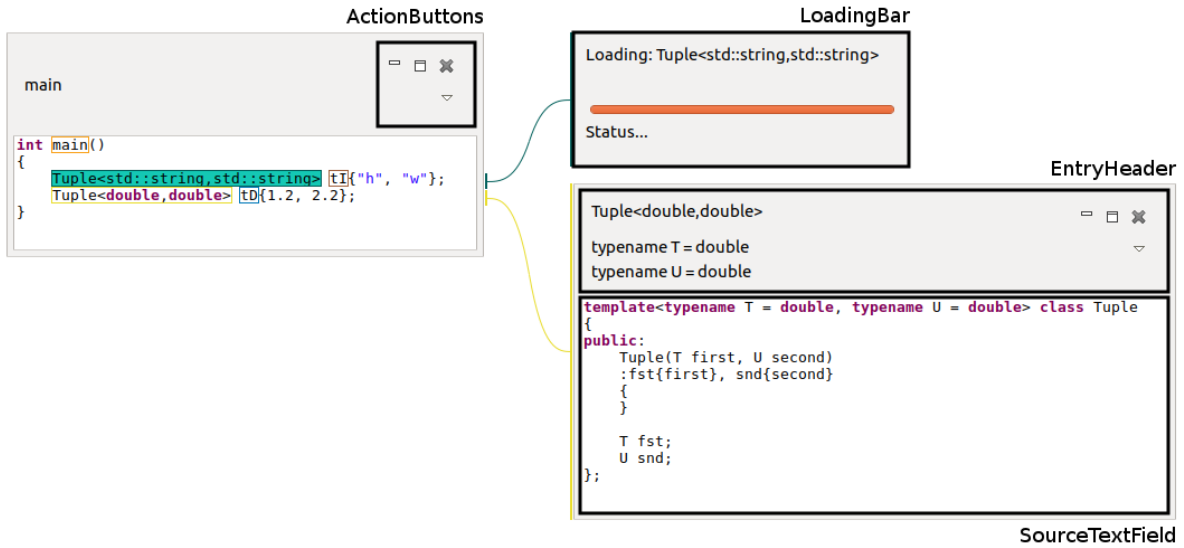 ActionButtons
main
int main()
{
    Tuple<std::string,std::string> tI{"h", "w"};
    Tuple<double,double> tD{1.2, 2.2};
}
LoadingBar
Loading: Tuple<std::string,std::string>
Status...
EntryHeader
Tuple<double,double>
typename T = double
typename U = double
template<typename T = double, typename U = double> class Tuple
{
public:
    Tuple(T first, U second)
    :fst{first}, snd{second}
    {
    }

    T fst;
    U snd;
};
SourceTextField